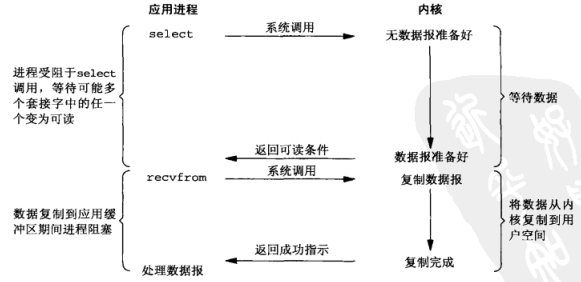 应用进程
内核
select
系统调用
无数据报准备好
进程受阻于select
调用，等待可能多
个套接字中的任一
个变为可读
等待数据
返回可读条件
数据报准备好
recvfrom
系统调用
复制数据报
数据复制到应用缓
冲区期间进程阻塞
将数据从内
核复制到用
户空间
返回成功指示
处理数据报
复制完成